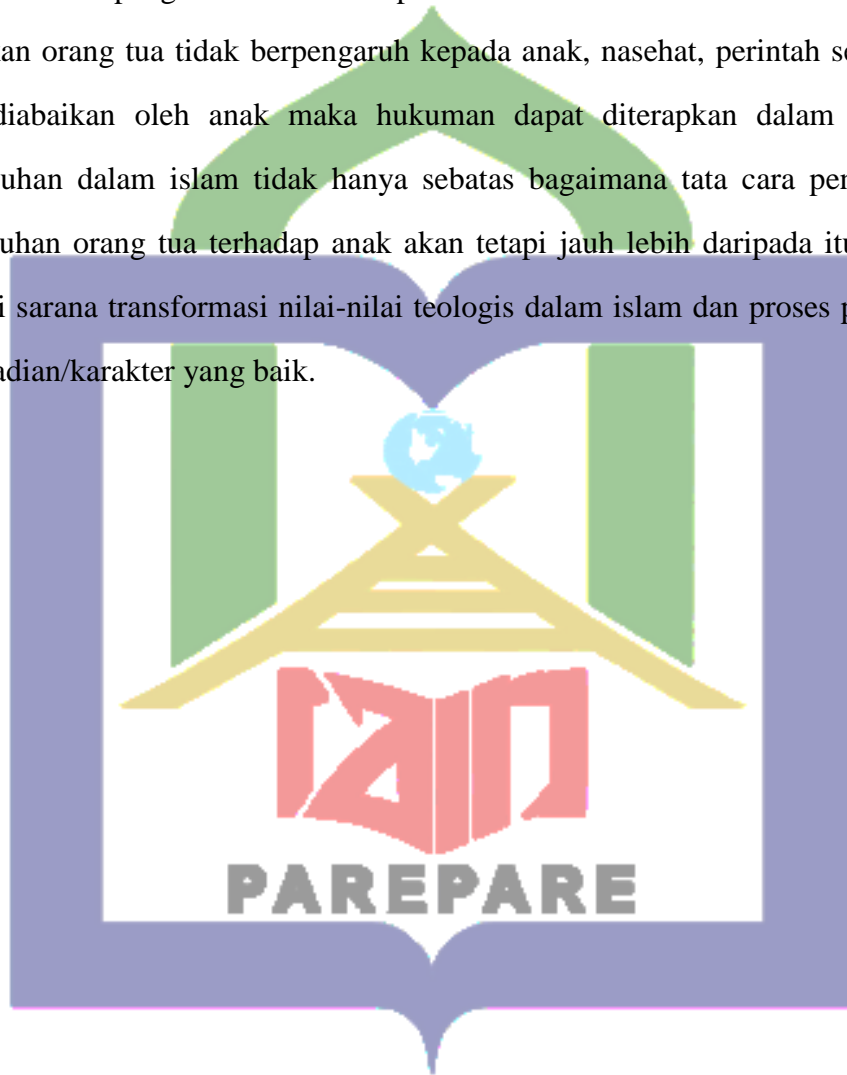 an orang tua tidak berpengaruh kepada anak, nasehat, perintah se
diabaikan oleh anak maka hukuman dapat diterapkan dalam
uhan dalam islam tidak hanya sebatas bagaimana tata cara per
uhan orang tua terhadap anak akan tetapi jauh lebih daripada itu
i sarana transformasi nilai-nilai teologis dalam islam dan proses p
adian/karakter yang baik.
iain
PAREPARE